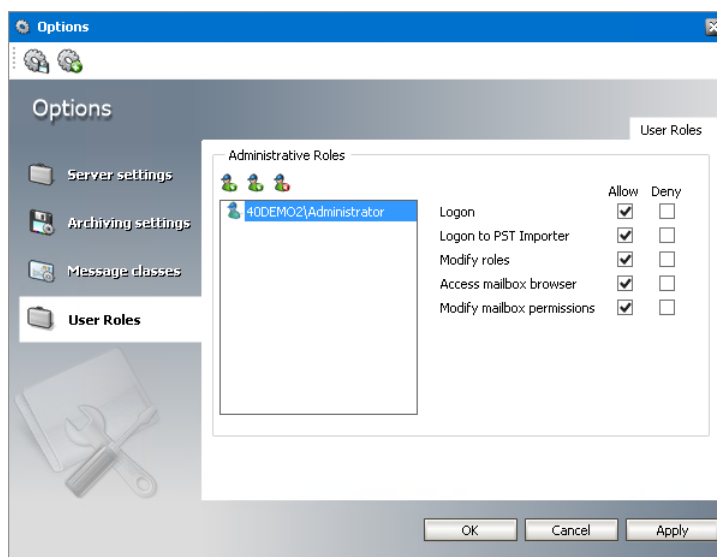 Options
Options
User Roles
Server settings
Archiving settings
Message classes
User Roles
Administrative Roles
Allow Deny
40DEMO2\Administrator
Logon
Logon to PST Importer
Modify roles
Access mailbox browser
Modify mailbox permissions
OK Cancel Apply